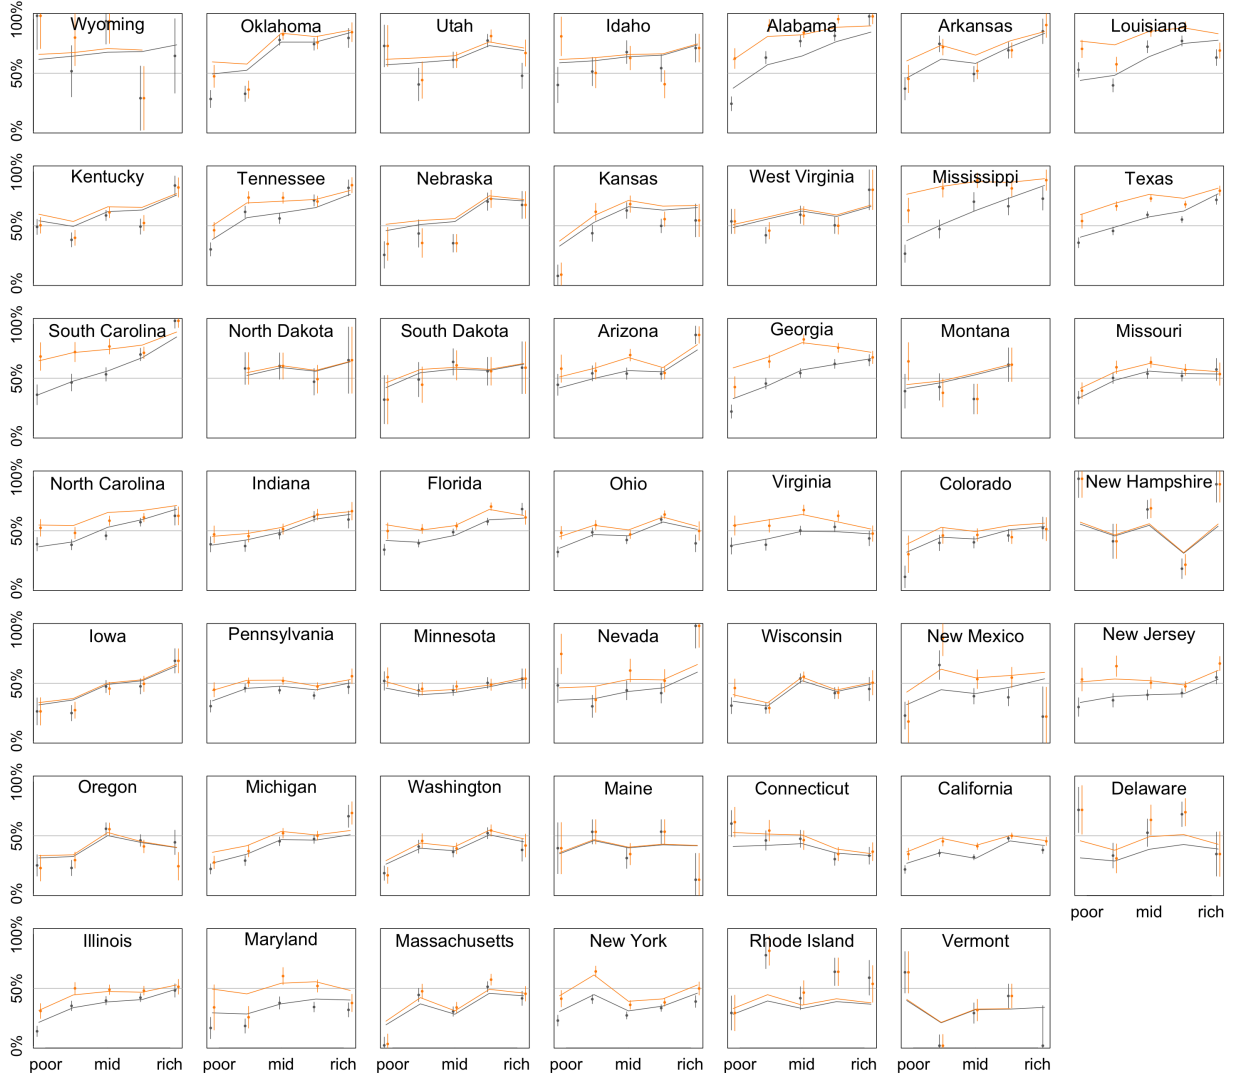 100%
50%
0%
Wyoming
Oklahoma
Utah
Idaho
Alabama
Arkansas
Louisiana
100%
50%
0%
Kentucky
Tennessee
Nebraska
Kansas
West Virginia
Mississippi
Texas
100%
50%
0%
South Carolina
North Dakota
South Dakota
Arizona
Georgia
Montana
Missouri
100%
50%
0%
North Carolina
Indiana
Florida
Ohio
Virginia
Colorado
New Hampshire
100%
50%
0%
Iowa
Pennsylvania
Minnesota
Nevada
Wisconsin
New Mexico
New Jersey
100%
50%
0%
Oregon
Michigan
Washington
Maine
Connecticut
California
Delaware
poor mid rich
100%
50%
0%
Illinois
Maryland
Massachusetts
New York
Rhode Island
Vermont
poor mid rich
poor mid rich
poor mid rich
poor mid rich
poor mid rich
poor mid rich